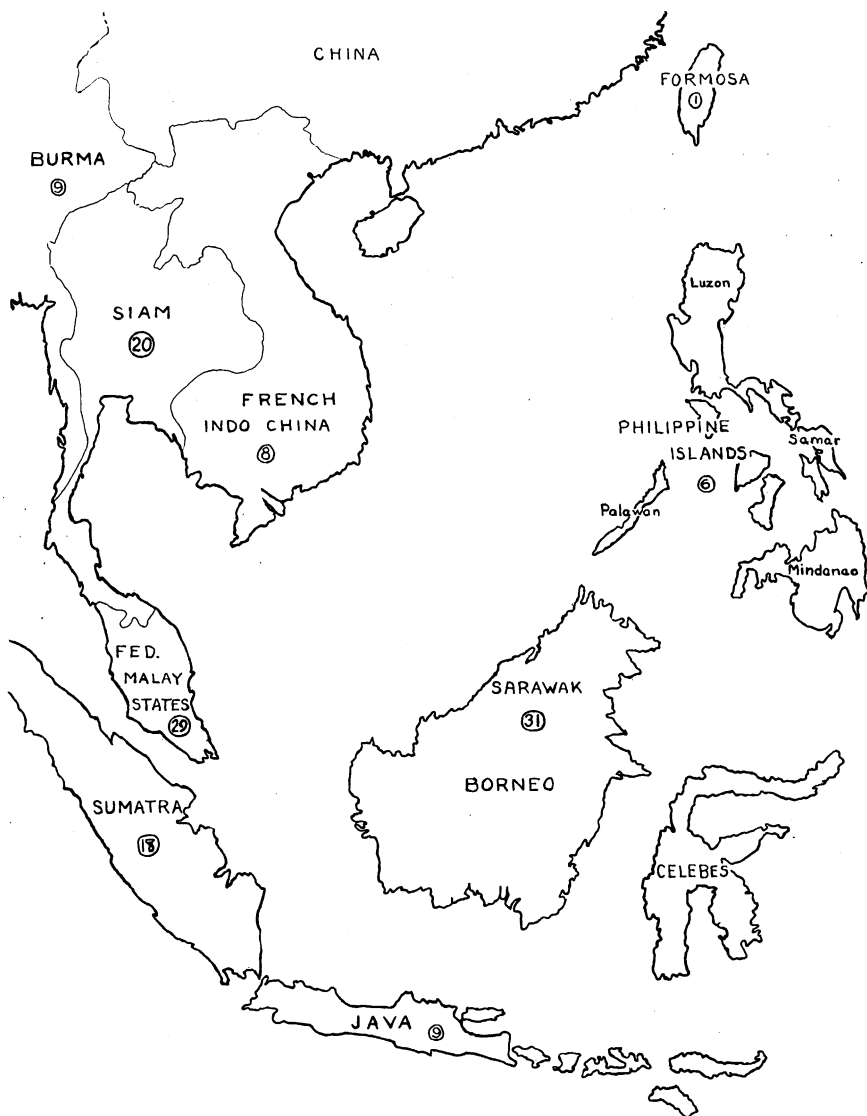 CHINA
FORMOSA
1
BURMA
9
Luzon
SIAM
20
FRENCH
INDO CHINA
8
PHILIPPINE
ISLANDS
6
Samar
Palawan
Mindanao
FED.
MALAY
STATES
29
SARAWAK
31
BORNEO
SUMATRA
18
CELEBES
JAVA 9